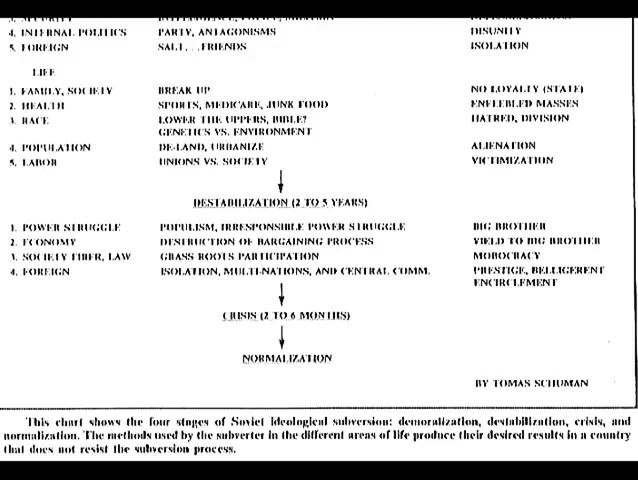 4. INTERNAL POLITICS PARTY, ANTAGONISMS DISUNITY
5. FOREIGN SALT. . .FRIENDS ISOLATION
LIFE
1. FAMILY, SOCIETY BREAK UP NO LOYALTY (STATE)
2. HEALTH SPORTS, MEDICARE, JUNK FOOD ENFEEBLED MASSES
3. RACE LOWER THE UPPERS, BIBLE? HATRED, DIVISION
GENETICS VS. ENVIRONMENT
4. POPULATION DE-LAND, URBANIZE ALIENATION
5. LABOR UNIONS VS. SOCIETY VICTIMIZATION
DESTABILIZATION (2 TO 5 YEARS)
1. POWER STRUGGLE POPULISM, IRRESPONSIBLE POWER STRUGGLE BIG BROTHER
2. ECONOMY DESTRUCTION OF BARGAINING PROCESS YIELD TO BIG BROTHER
3. SOCIETY FIBER, LAW GRASS ROOTS PARTICIPATION MOBOCRACY
4. FOREIGN ISOLATION, MULTI-NATIONS, AND CENTRAL COMM. PRESTIGE, BELLIGERENT
ENCIRCLEMENT
CRISIS (2 TO 6 MONTHS)
NORMALIZATION
BY TOMAS SCHUMAN
This chart shows the four stages of Soviet ideological subversion: demoralization, destabilization, crisis, and
normalization. The methods used by the subverter in the different areas of life produce their desired results in a country
that does not resist the subversion process.